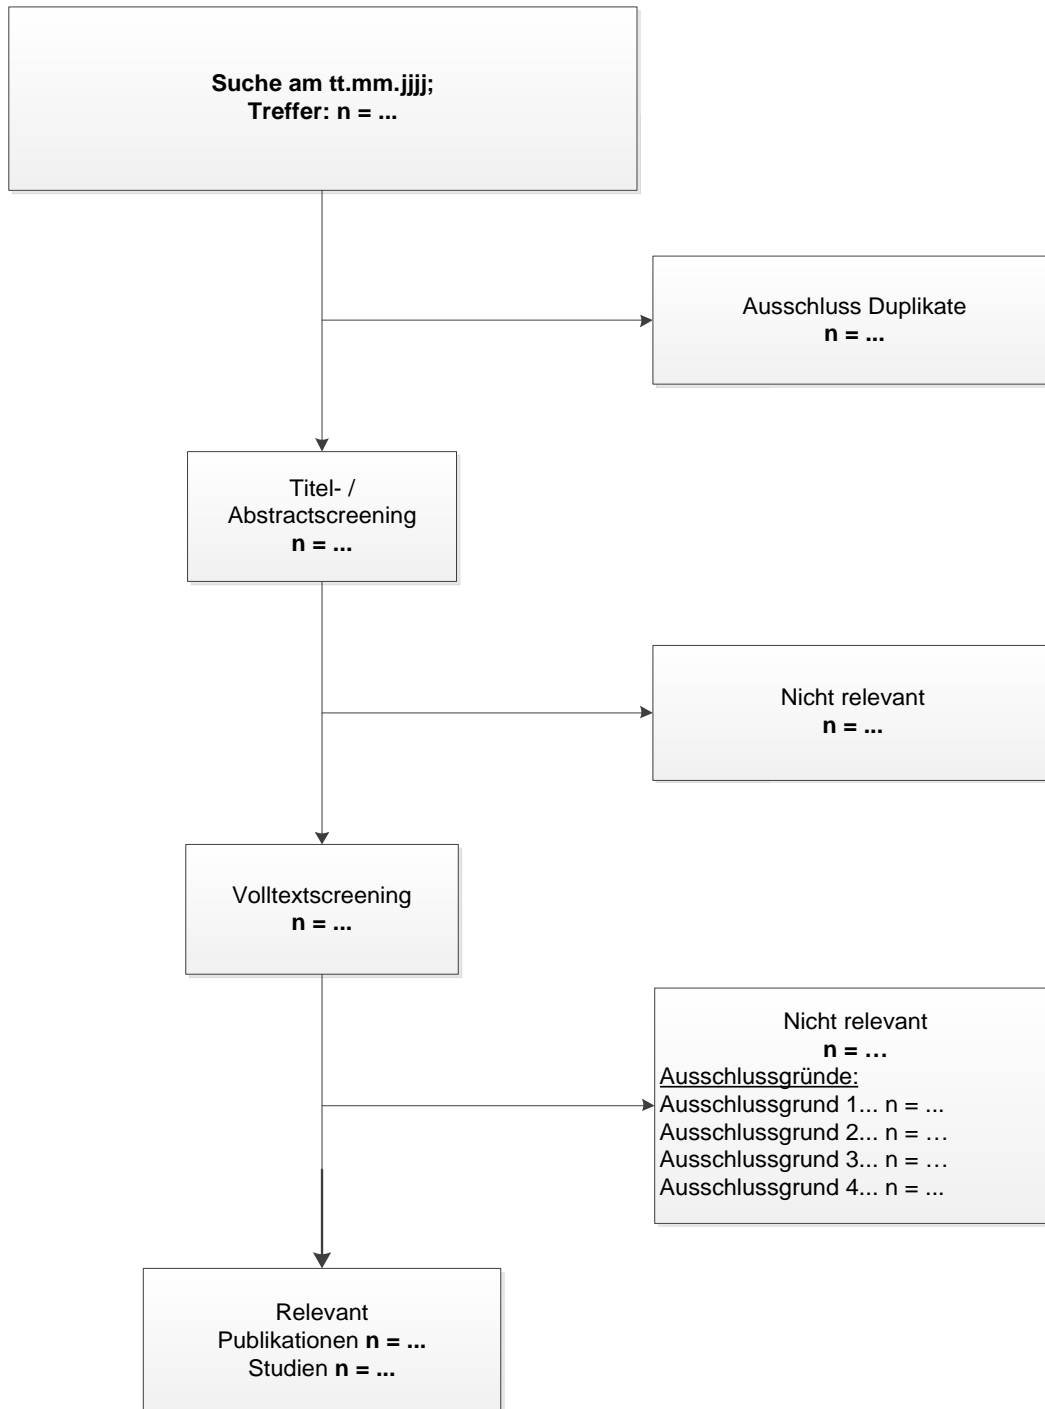 Suche am tt.mm.jjjj;
Treffer: n = ...
Ausschluss Duplikate
n = ...
Titel- /
Abstractscreening
n = ...
Nicht relevant
n = ...
Volltextscreening
n = ...
Nicht relevant
n = …
Ausschlussgründe:
Ausschlussgrund 1... n = ...
Ausschlussgrund 2... n = …
Ausschlussgrund 3... n = …
Ausschlussgrund 4... n = ...
Relevant
Publikationen n = ...
Studien n = ...